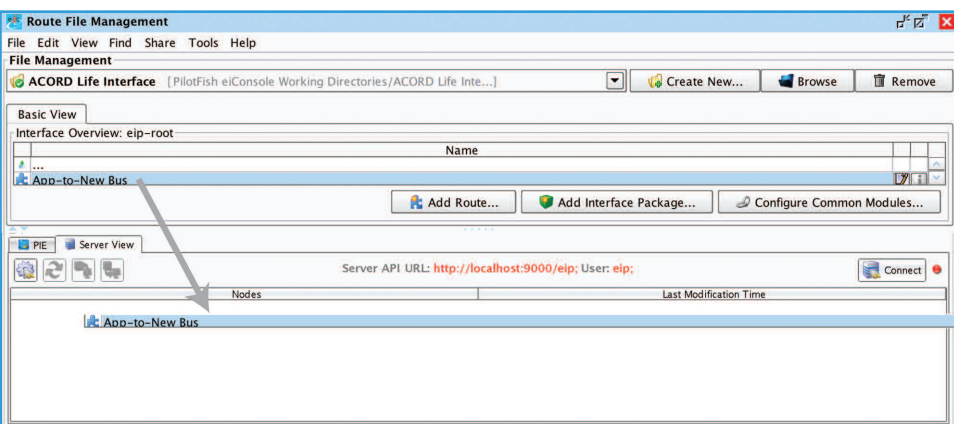 Route File Management
File Edit View Find Share Tools Help
File Management
ACORD Life Interface [PilotFish eiConsole Working Directories/ACORD Life Inte...] Create New... Browse Remove
Basic View
Interface Overview: eip-root
Name
...
App-to-New Bus
Add Route... Add Interface Package... Configure Common Modules...
PIE Server View
Server API URL: http://localhost:9000/eip; User: eip; Connect
Nodes Last Modification Time
App-to-New Bus